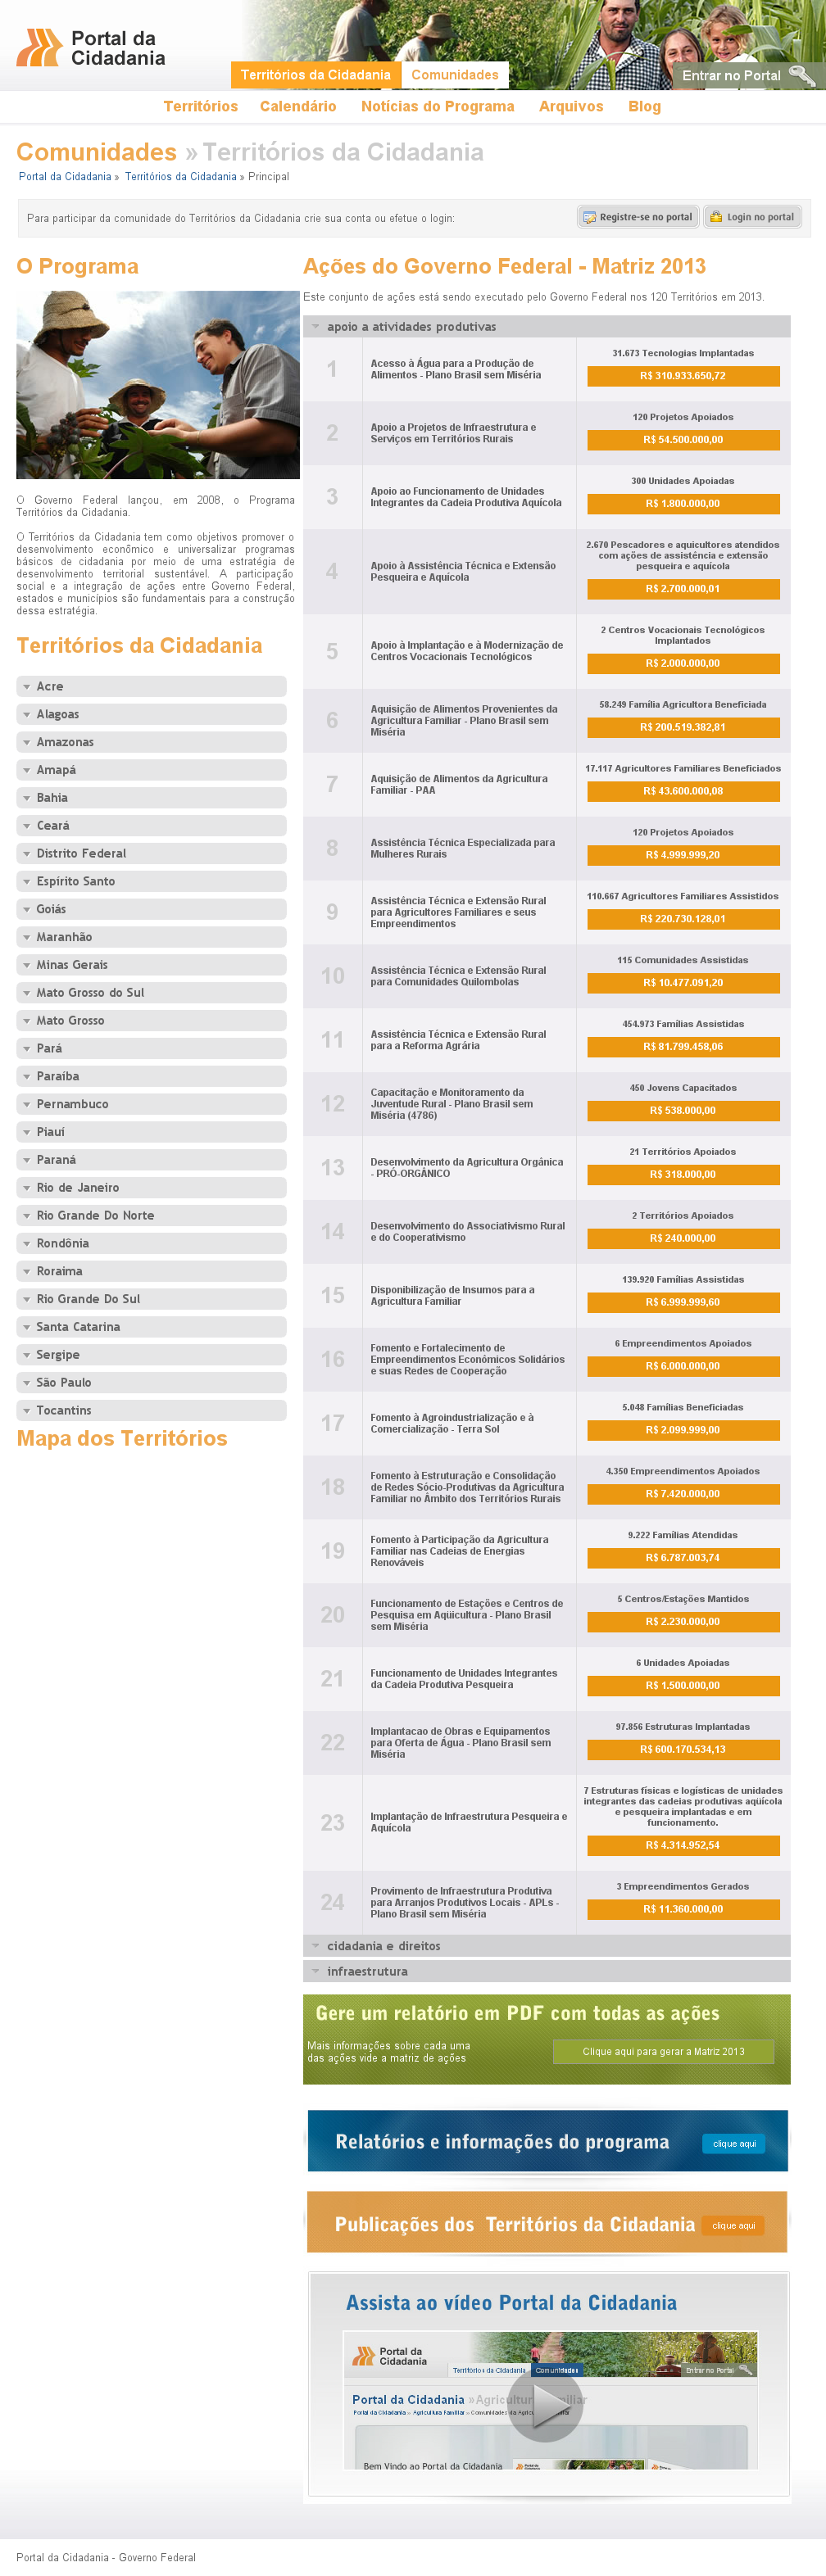 Portal da
Cidadania
Territórios da Cidadania
Comunidades
Entrar no Portal
Territórios
Calendário
Notícias do Programa
Arquivos
Blog
Comunidades » Territórios da Cidadania
Portal da Cidadania » Territórios da Cidadania » Principal
Para participar da comunidade do Territórios da Cidadania crie sua conta ou efetue o login:
Registre-se no portal
Login no portal
O Programa
O Governo Federal lançou, em 2008, o Programa
Territórios da Cidadania.
O Territórios da Cidadania tem como objetivos promover o
desenvolvimento econômico e universalizar programas
básicos de cidadania por meio de uma estratégia de
desenvolvimento territorial sustentável. A participação
social e a integração de ações entre Governo Federal,
estados e municípios são fundamentais para a construção
dessa estratégia.
Territórios da Cidadania
Acre
Alagoas
Amazonas
Amapá
Bahia
Ceará
Distrito Federal
Espírito Santo
Goiás
Maranhão
Minas Gerais
Mato Grosso do Sul
Mato Grosso
Pará
Paraíba
Pernambuco
Piauí
Paraná
Rio de Janeiro
Rio Grande Do Norte
Rondônia
Roraima
Rio Grande Do Sul
Santa Catarina
Sergipe
São Paulo
Tocantins
Mapa dos Territórios
Ações do Governo Federal - Matriz 2013
Este conjunto de ações está sendo executado pelo Governo Federal nos 120 Territórios em 2013.
apoio a atividades produtivas
1
Acesso à Água para a Produção de
Alimentos - Plano Brasil sem Miséria
31.673 Tecnologias Implantadas
R$ 310.933.650,72
2
Apoio a Projetos de Infraestrutura e
Serviços em Territórios Rurais
120 Projetos Apoiados
R$ 54.500.000,00
3
Apoio ao Funcionamento de Unidades
Integrantes da Cadeia Produtiva Aquícola
300 Unidades Apoiadas
R$ 1.800.000,00
4
Apoio à Assistência Técnica e Extensão
Pesqueira e Aquícola
2.670 Pescadores e aquicultores atendidos
com ações de assistência e extensão
pesqueira e aquícola
R$ 2.700.000,01
5
Apoio à Implantação e à Modernização de
Centros Vocacionais Tecnológicos
2 Centros Vocacionais Tecnológicos
Implantados
R$ 2.000.000,00
6
Aquisição de Alimentos Provenientes da
Agricultura Familiar - Plano Brasil sem
Miséria
58.249 Família Agricultora Beneficiada
R$ 200.519.382,81
7
Aquisição de Alimentos da Agricultura
Familiar - PAA
17.117 Agricultores Familiares Beneficiados
R$ 43.600.000,08
8
Assistência Técnica Especializada para
Mulheres Rurais
120 Projetos Apoiados
R$ 4.999.999,20
9
Assistência Técnica e Extensão Rural
para Agricultores Familiares e seus
Empreendimentos
110.667 Agricultores Familiares Assistidos
R$ 220.730.128,01
10
Assistência Técnica e Extensão Rural
para Comunidades Quilombolas
115 Comunidades Assistidas
R$ 10.477.091,20
11
Assistência Técnica e Extensão Rural
para a Reforma Agrária
454.973 Famílias Assistidas
R$ 81.799.458,06
12
Capacitação e Monitoramento da
Juventude Rural - Plano Brasil sem
Miséria (4786)
450 Jovens Capacitados
R$ 538.000,00
13
Desenvolvimento da Agricultura Orgânica
- PRÓ-ORGÂNICO
21 Territórios Apoiados
R$ 318.000,00
14
Desenvolvimento do Associativismo Rural
e do Cooperativismo
2 Territórios Apoiados
R$ 240.000,00
15
Disponibilização de Insumos para a
Agricultura Familiar
139.920 Famílias Assistidas
R$ 6.999.999,60
16
Fomento e Fortalecimento de
Empreendimentos Econômicos Solidários
e suas Redes de Cooperação
6 Empreendimentos Apoiados
R$ 6.000.000,00
17
Fomento à Agroindustrialização e à
Comercialização - Terra Sol
5.048 Famílias Beneficiadas
R$ 2.099.999,00
18
Fomento à Estruturação e Consolidação
de Redes Sócio-Produtivas da Agricultura
Familiar no Âmbito dos Territórios Rurais
4.350 Empreendimentos Apoiados
R$ 7.420.000,00
19
Fomento à Participação da Agricultura
Familiar nas Cadeias de Energias
Renováveis
9.222 Famílias Atendidas
R$ 6.787.003,74
20
Funcionamento de Estações e Centros de
Pesquisa em Aqüicultura - Plano Brasil
sem Miséria
5 Centros/Estações Mantidos
R$ 2.230.000,00
21
Funcionamento de Unidades Integrantes
da Cadeia Produtiva Pesqueira
6 Unidades Apoiadas
R$ 1.500.000,00
22
Implantacao de Obras e Equipamentos
para Oferta de Água - Plano Brasil sem
Miséria
97.856 Estruturas Implantadas
R$ 600.170.534,13
23
Implantação de Infraestrutura Pesqueira e
Aquícola
7 Estruturas físicas e logísticas de unidades
integrantes das cadeias produtivas aqüícola
e pesqueira implantadas e em
funcionamento.
R$ 4.314.952,54
24
Provimento de Infraestrutura Produtiva
para Arranjos Produtivos Locais - APLs -
Plano Brasil sem Miséria
3 Empreendimentos Gerados
R$ 11.360.000,00
cidadania e direitos
infraestrutura
Gere um relatório em PDF com todas as ações
Mais informações sobre cada uma
das ações vide a matriz de ações
Clique aqui para gerar a Matriz 2013
Relatórios e informações do programa
clique aqui
Publicações dos Territórios da Cidadania
clique aqui
Assista ao vídeo Portal da Cidadania
Portal da
Cidadania
Territórios da Cidadania
Comunidades
Entrar no Portal
Portal da Cidadania »Agricultura Familiar
Portal da Cidadania » Agricultura Familiar » Comunidades da
Bem Vindo ao Portal da Cidadania
Portal da Cidadania - Governo Federal